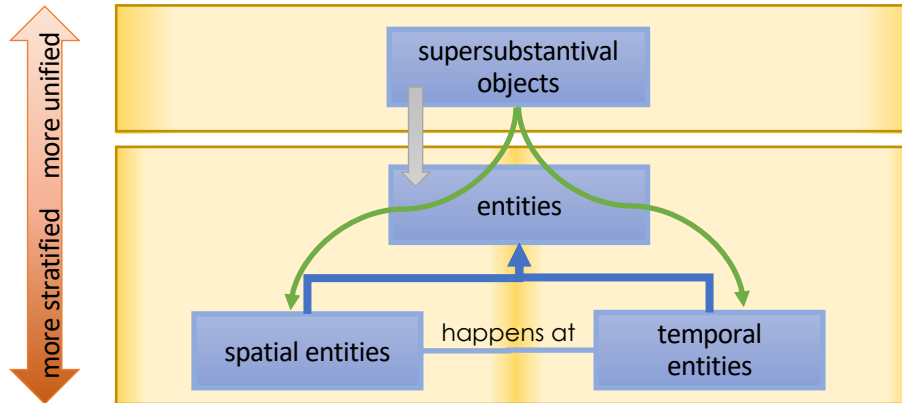 more unified
more stratified
supersubstantival
objects
entities
spatial entities
happens at
temporal
entities